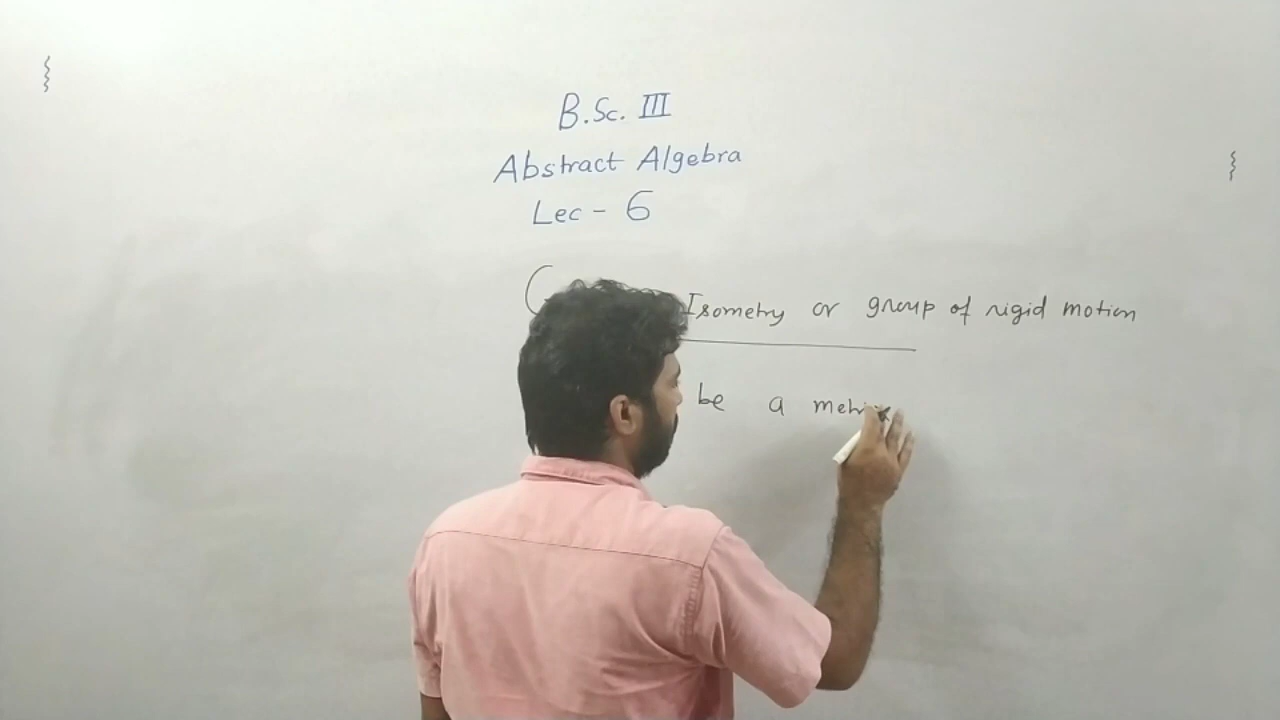 B.Sc. III
Abstract Algebra
Lec - 6
Isometry or group of rigid motion
be a metri